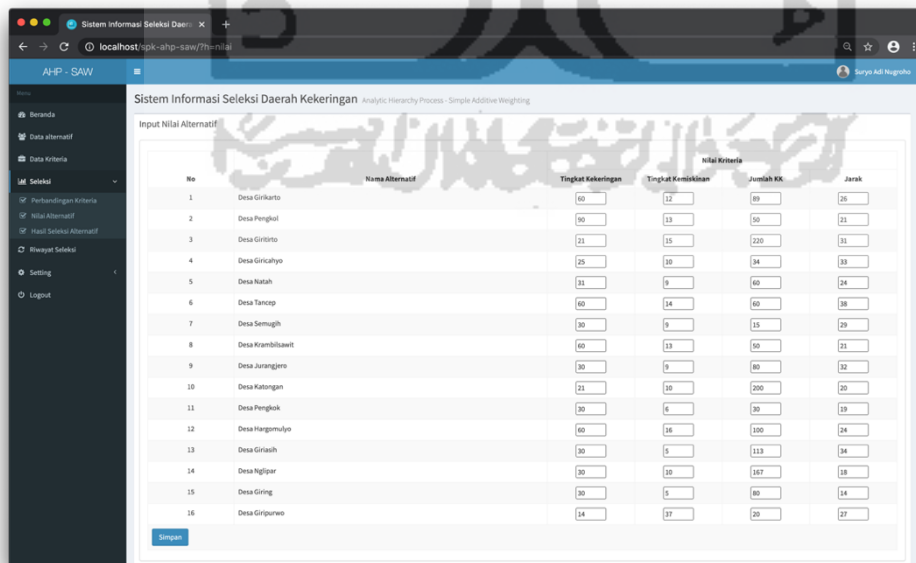 Sistem Informasi Seleksi Daera
localhost/spk-ahp-saw/?h=nilai
AHP - SAW
Suryo Adi Nugroho
Menu
Beranda
Data alternatif
Data Kriteria
Seleksi
Perbandingan Kriteria
Nilai Alternatif
Hasil Seleksi Alternatif
Riwayat Seleksi
Setting
Logout
Sistem Informasi Seleksi Daerah Kekeringan Analytic Hierarchy Process - Simple Additive Weighting
Input Nilai Alternatif
Nilai Kriteria
No Nama Alternatif Tingkat Kekeringan Tingkat Kemiskinan Jumlah KK Jarak
1 Desa Girikarto 60 12 89 26
2 Desa Pengkol 90 13 50 21
3 Desa Giritirto 21 15 220 31
4 Desa Giricahyo 25 10 34 33
5 Desa Natah 31 9 60 24
6 Desa Tancep 60 14 60 38
7 Desa Semugih 30 9 15 29
8 Desa Krambilsawit 60 13 50 21
9 Desa Jurangjero 30 9 80 32
10 Desa Katongan 21 10 200 20
11 Desa Pengkok 30 6 30 19
12 Desa Hargomulyo 60 16 100 24
13 Desa Giriasih 30 5 113 34
14 Desa Nglipar 30 10 167 18
15 Desa Giring 30 5 80 14
16 Desa Giripurwo 14 37 20 27
Simpan